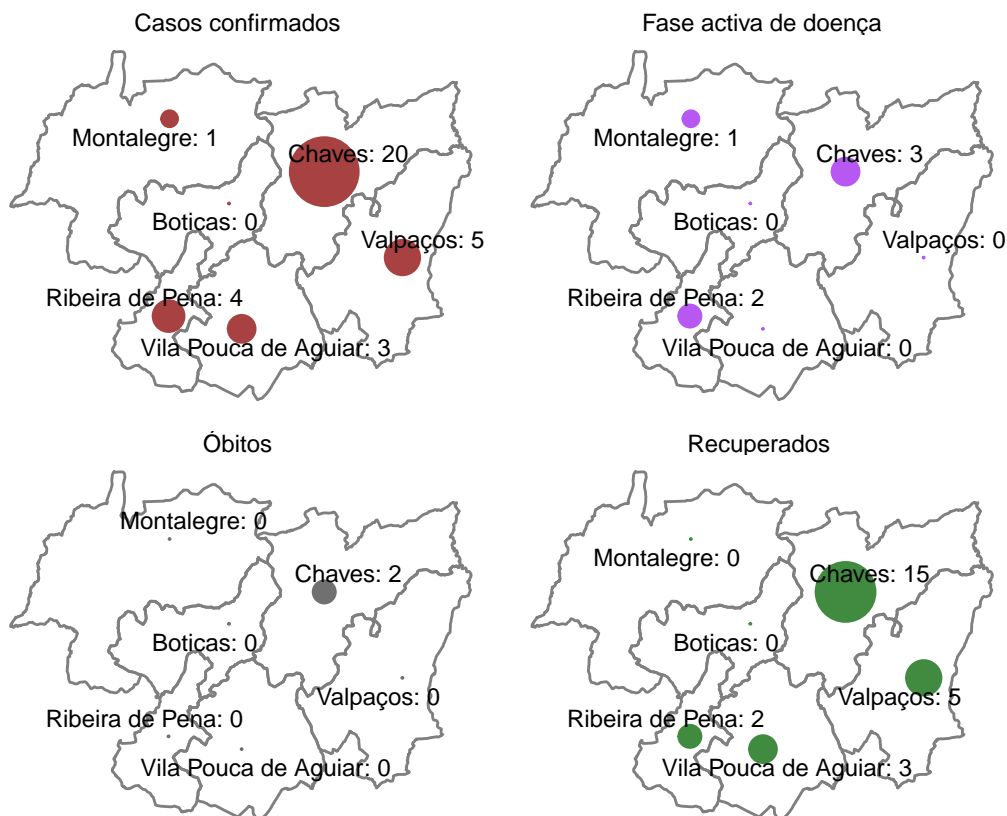 Casos confirmados
Montalegre: 1
Chaves: 20
Boticas: 0
Valpaços: 5
Ribeira de Pena: 4
Vila Pouca de Aguiar: 3
Fase activa de doença
Montalegre: 1
Chaves: 3
Boticas: 0
Valpaços: 0
Ribeira de Pena: 2
Vila Pouca de Aguiar: 0
Óbitos
Montalegre: 0
Chaves: 2
Boticas: 0
Valpaços: 0
Ribeira de Pena: 0
Vila Pouca de Aguiar: 0
Recuperados
Montalegre: 0
Chaves: 15
Boticas: 0
Valpaços: 5
Ribeira de Pena: 2
Vila Pouca de Aguiar: 3